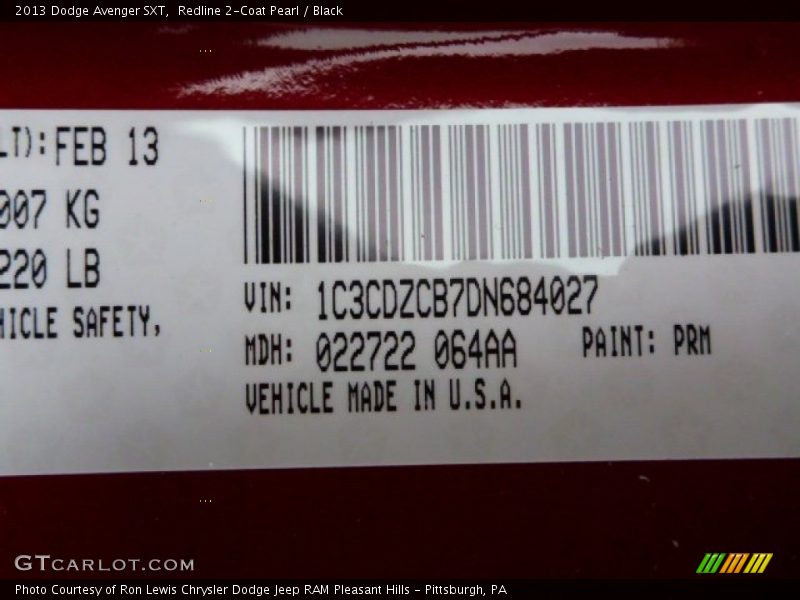 2013 Dodge Avenger SXT,  Redline 2-Coat Pearl / Black
LT): FEB 13
007 KG
220 LB
HICLE SAFETY,
VIN: 1C3CDZCB7DN684027
MDH: 022722 064AA PAINT: PRM
VEHICLE MADE IN U.S.A.
GTCARLOT.COM
Photo Courtesy of Ron Lewis Chrysler Dodge Jeep RAM Pleasant Hills - Pittsburgh, PA